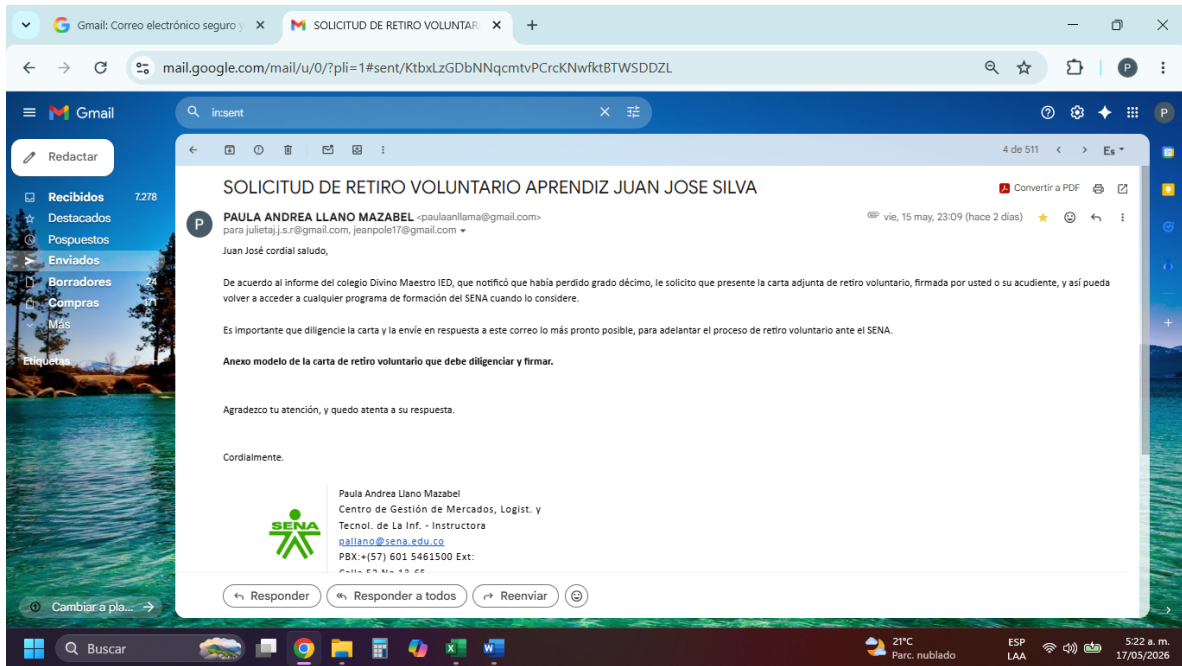 Gmail: Correo electrónico seguro y
SOLICITUD DE RETIRO VOLUNTAR
mail.google.com/mail/u/0/?pli=1#sent/KtbxLzGDbNNqcmtvPCrcKNwfktBTWSDDZL
P
Gmail
in:sent
P
Redactar
4 de 511
Es
Recibidos 7.278
Destacados
Pospuestos
Enviados
Borradores 24
Compras 171
Más
Etiquetas
SOLICITUD DE RETIRO VOLUNTARIO APRENDIZ JUAN JOSE SILVA
Convertir a PDF
P
PAULA ANDREA LLANO MAZABEL <paulaanllama@gmail.com>
vie, 15 may, 23:09 (hace 2 días)
para julietaj.j.s.r@gmail.com, jeanpole17@gmail.com
Juan José cordial saludo,
De acuerdo al informe del colegio Divino Maestro IED, que notificó que había perdido grado décimo, le solicito que presente la carta adjunta de retiro voluntario, firmada por usted o su acudiente, y así pueda
volver a acceder a cualquier programa de formación del SENA cuando lo considere.
Es importante que diligencie la carta y la envíe en respuesta a este correo lo más pronto posible, para adelantar el proceso de retiro voluntario ante el SENA.
Anexo modelo de la carta de retiro voluntario que debe diligenciar y firmar.
Agradezco tu atención, y quedo atenta a su respuesta.
Cordialmente.
SENA
Paula Andrea Llano Mazabel
Centro de Gestión de Mercados, Logist. y
Tecnol. de La Inf. - Instructora
pallano@sena.edu.co
PBX:+(57) 601 5461500 Ext:
Calle 52 No 13-65
Responder
Responder a todos
Reenviar
Cambiar a pla...
Buscar
21°C
Parc. nublado
ESP
LAA
5:22 a. m.
17/05/2026